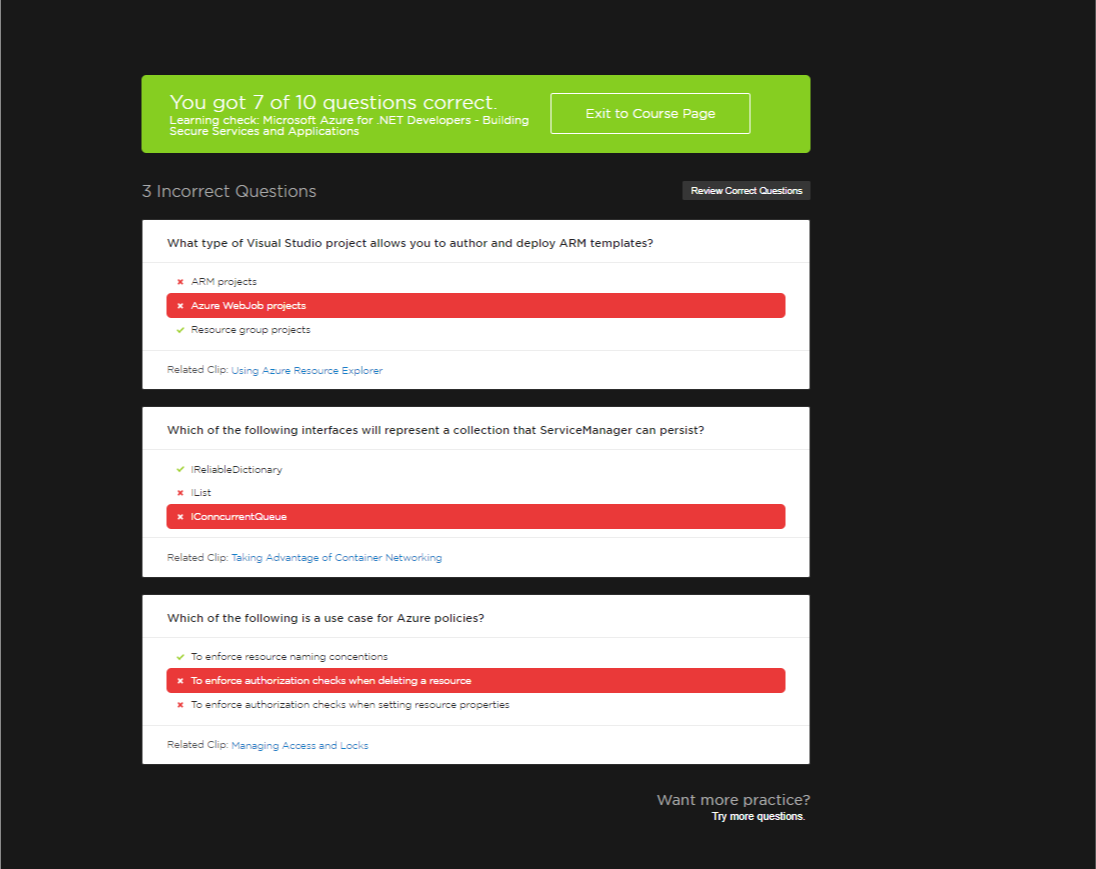 You got 7 of 10 questions correct.
Learning check: Microsoft Azure for .NET Developers - Building
Secure Services and Applications
Exit to Course Page
3 Incorrect Questions
Review Correct Questions
What type of Visual Studio project allows you to author and deploy ARM templates?
ARM projects
Azure WebJob projects
Resource group projects
Related Clip: Using Azure Resource Explorer
Which of the following interfaces will represent a collection that ServiceManager can persist?
IReliableDictionary
IList
IConncurrentQueue
Related Clip: Taking Advantage of Container Networking
Which of the following is a use case for Azure policies?
To enforce resource naming concentions
To enforce authorization checks when deleting a resource
To enforce authorization checks when setting resource properties
Related Clip: Managing Access and Locks
Want more practice?
Try more questions.